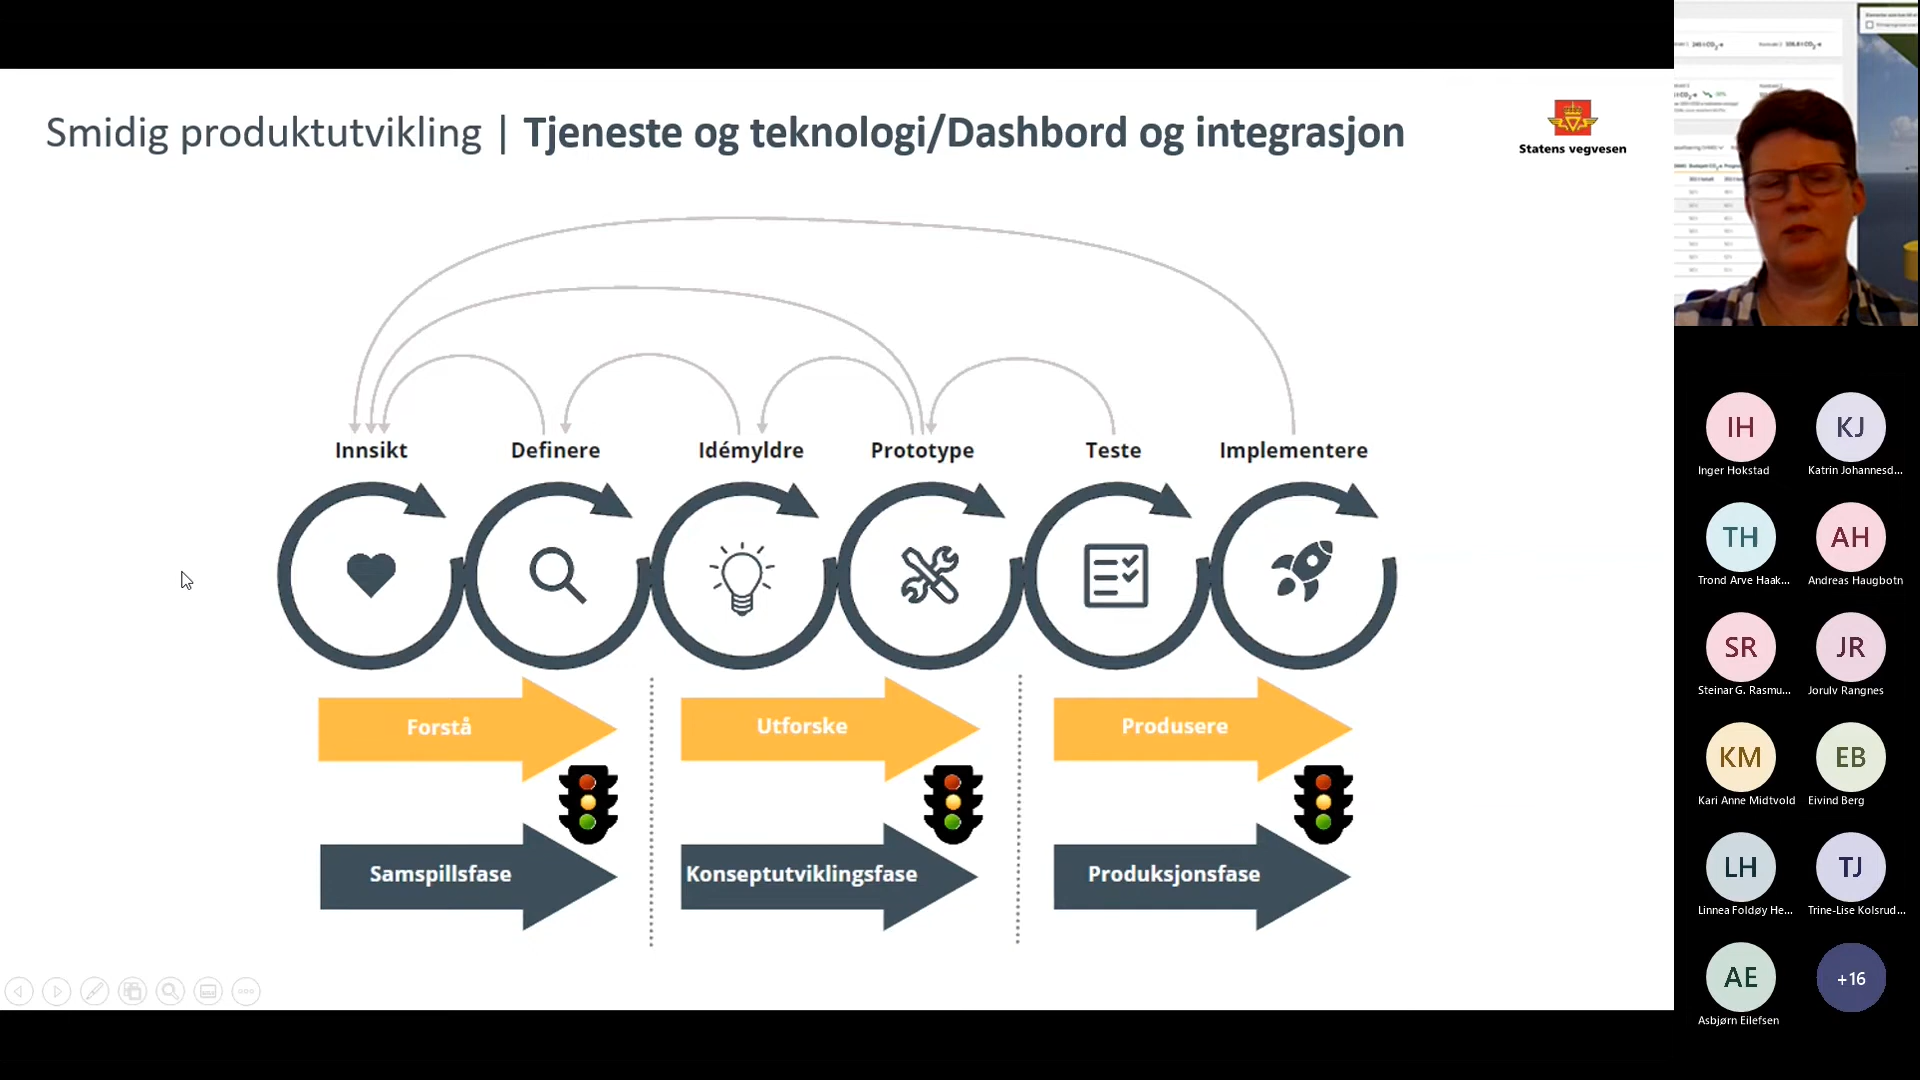 Smidig produktutvikling | Tjeneste og teknologi/Dashbord og integrasjon
Statens vegvesen
Innsikt
Definere
Idémyldre
Prototype
Teste
Implementere
Forstå
Utforske
Produsere
Samspillsfase
Konseptutviklingsfase
Produksjonsfase
IH
Inger Hokstad
KJ
Katrin Johannesd...
TH
Trond Arve Haak...
AH
Andreas Haugbotn
SR
Steinar G. Rasmu...
JR
Jorulv Rangnes
KM
Kari Anne Midtvold
EB
Eivind Berg
LH
Linnea Foldøy He...
TJ
Trine-Lise Kolsrud...
AE
Asbjørn Eilefsen
+16